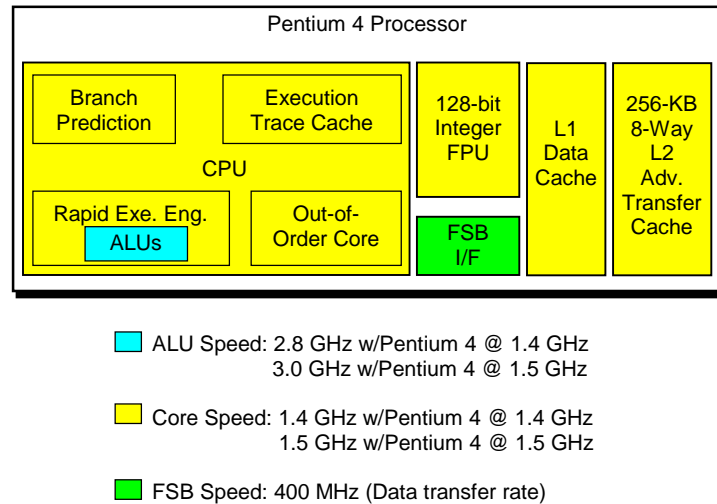 Pentium 4 Processor
Branch
Prediction
Execution
Trace Cache
CPU
Rapid Exe. Eng.
ALUs
Out-of-
Order Core
128-bit
Integer
FPU
FSB
I/F
L1
Data
Cache
256-KB
8-Way
L2
Adv.
Transfer
Cache
ALU Speed: 2.8 GHz w/Pentium 4 @ 1.4 GHz
3.0 GHz w/Pentium 4 @ 1.5 GHz
Core Speed: 1.4 GHz w/Pentium 4 @ 1.4 GHz
1.5 GHz w/Pentium 4 @ 1.5 GHz
FSB Speed: 400 MHz (Data transfer rate)